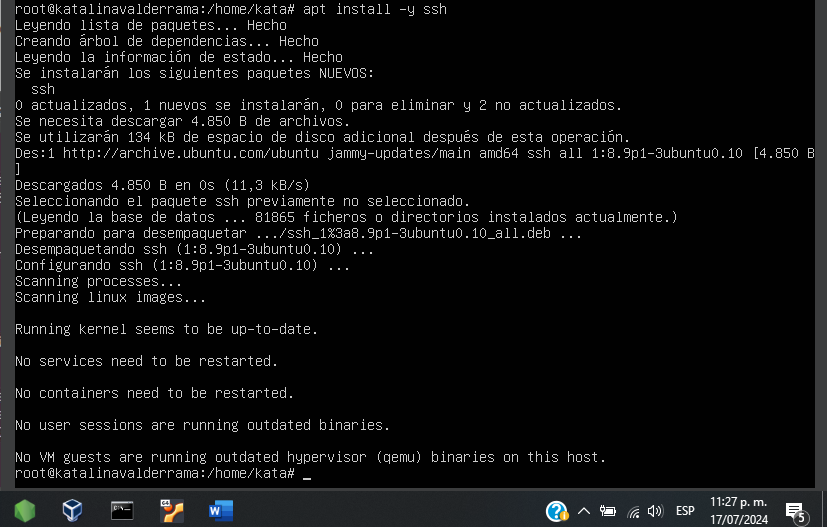 root@katalinavalderrama:/home/kata# apt install -y ssh
Leyendo lista de paquetes... Hecho
Creando árbol de dependencias... Hecho
Leyendo la información de estado... Hecho
Se instalarán los siguientes paquetes NUEVOS:
  ssh
0 actualizados, 1 nuevos se instalarán, 0 para eliminar y 2 no actualizados.
Se necesita descargar 4.850 B de archivos.
Se utilizarán 134 kB de espacio de disco adicional después de esta operación.
Des:1 http://archive.ubuntu.com/ubuntu jammy-updates/main amd64 ssh all 1:8.9p1-3ubuntu0.10 [4.850 B
]
Descargados 4.850 B en 0s (11,3 kB/s)
Seleccionando el paquete ssh previamente no seleccionado.
(Leyendo la base de datos ... 81865 ficheros o directorios instalados actualmente.)
Preparando para desempaquetar .../ssh_1%3a8.9p1-3ubuntu0.10_all.deb ...
Desempaquetando ssh (1:8.9p1-3ubuntu0.10) ...
Configurando ssh (1:8.9p1-3ubuntu0.10) ...
Scanning processes...
Scanning linux images...
Running kernel seems to be up-to-date.
No services need to be restarted.
No containers need to be restarted.
No user sessions are running outdated binaries.
No VM guests are running outdated hypervisor (qemu) binaries on this host.
root@katalinavalderrama:/home/kata# _
64
W
?
ESP
11:27 p. m.
17/07/2024
5